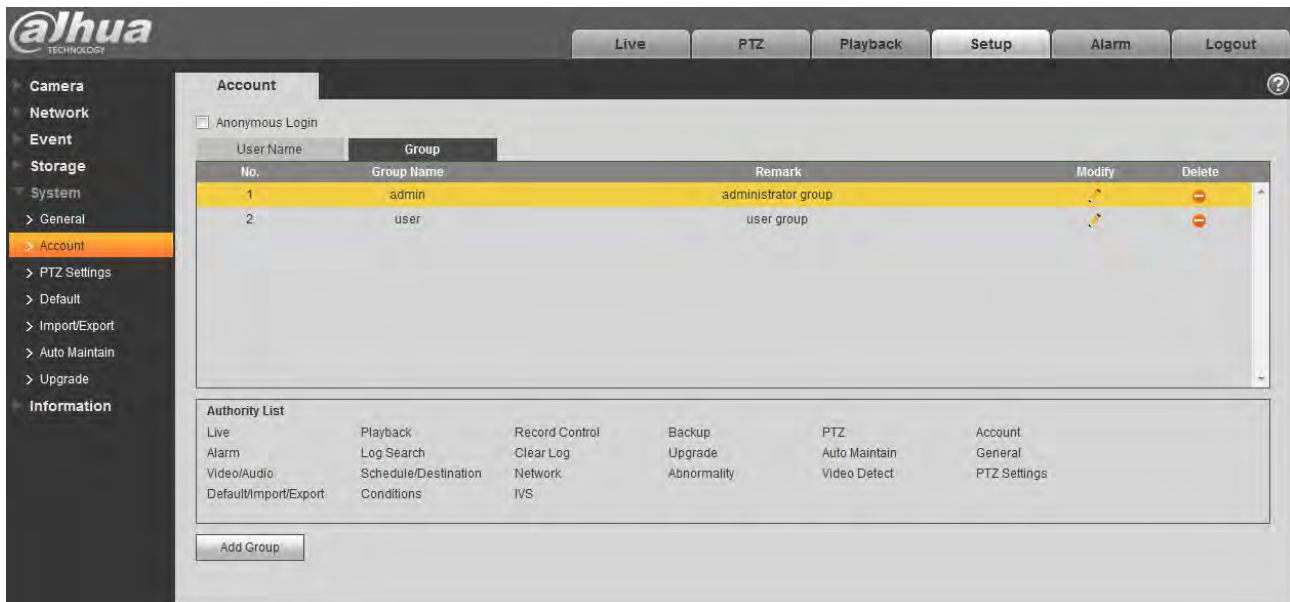 alhua
TECHNOLOGY
Live PTZ Playback Setup Alarm Logout
Camera
Network
Event
Storage
System
> General
> Account
> PTZ Settings
> Default
> Import/Export
> Auto Maintain
> Upgrade
Information
Account
?
Anonymous Login
User Name Group
No. Group Name Remark Modify Delete
1 admin administrator group
2 user user group
Authority List
Live Playback Record Control Backup PTZ Account
Alarm Log Search Clear Log Upgrade Auto Maintain General
Video/Audio Schedule/Destination Network Abnormality Video Detect PTZ Settings
Default/Import/Export Conditions IVS
Add Group